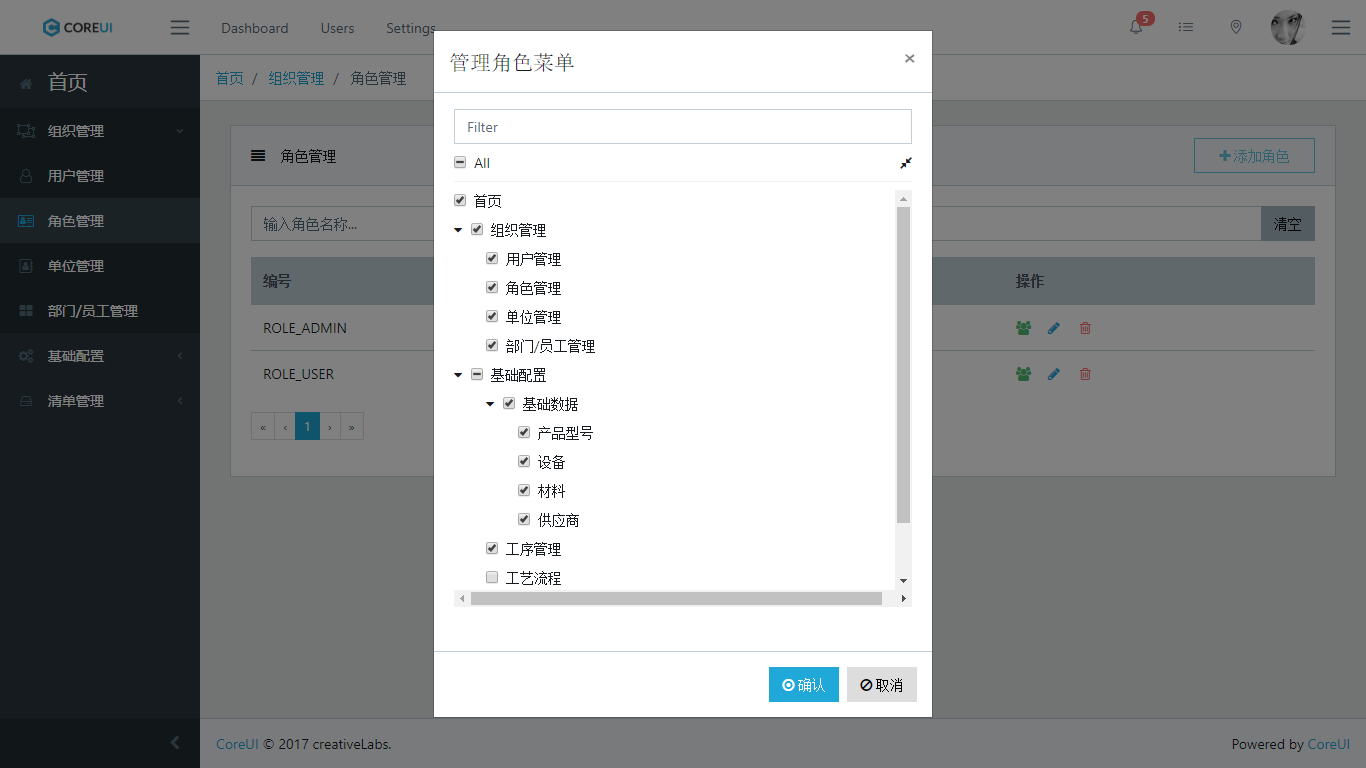 COREUI
Dashboard Users Settings
5
首页
组织管理
用户管理
角色管理
单位管理
部门/员工管理
基础配置
清单管理
首页 / 组织管理 / 角色管理
角色管理
添加角色
输入角色名称...
清空
编号
操作
ROLE_ADMIN
ROLE_USER
« ‹ 1 › »
管理角色菜单
×
Filter
All
首页
组织管理
用户管理
角色管理
单位管理
部门/员工管理
基础配置
基础数据
产品型号
设备
材料
供应商
工序管理
工艺流程
确认
取消
CoreUI © 2017 creativeLabs.
Powered by CoreUI